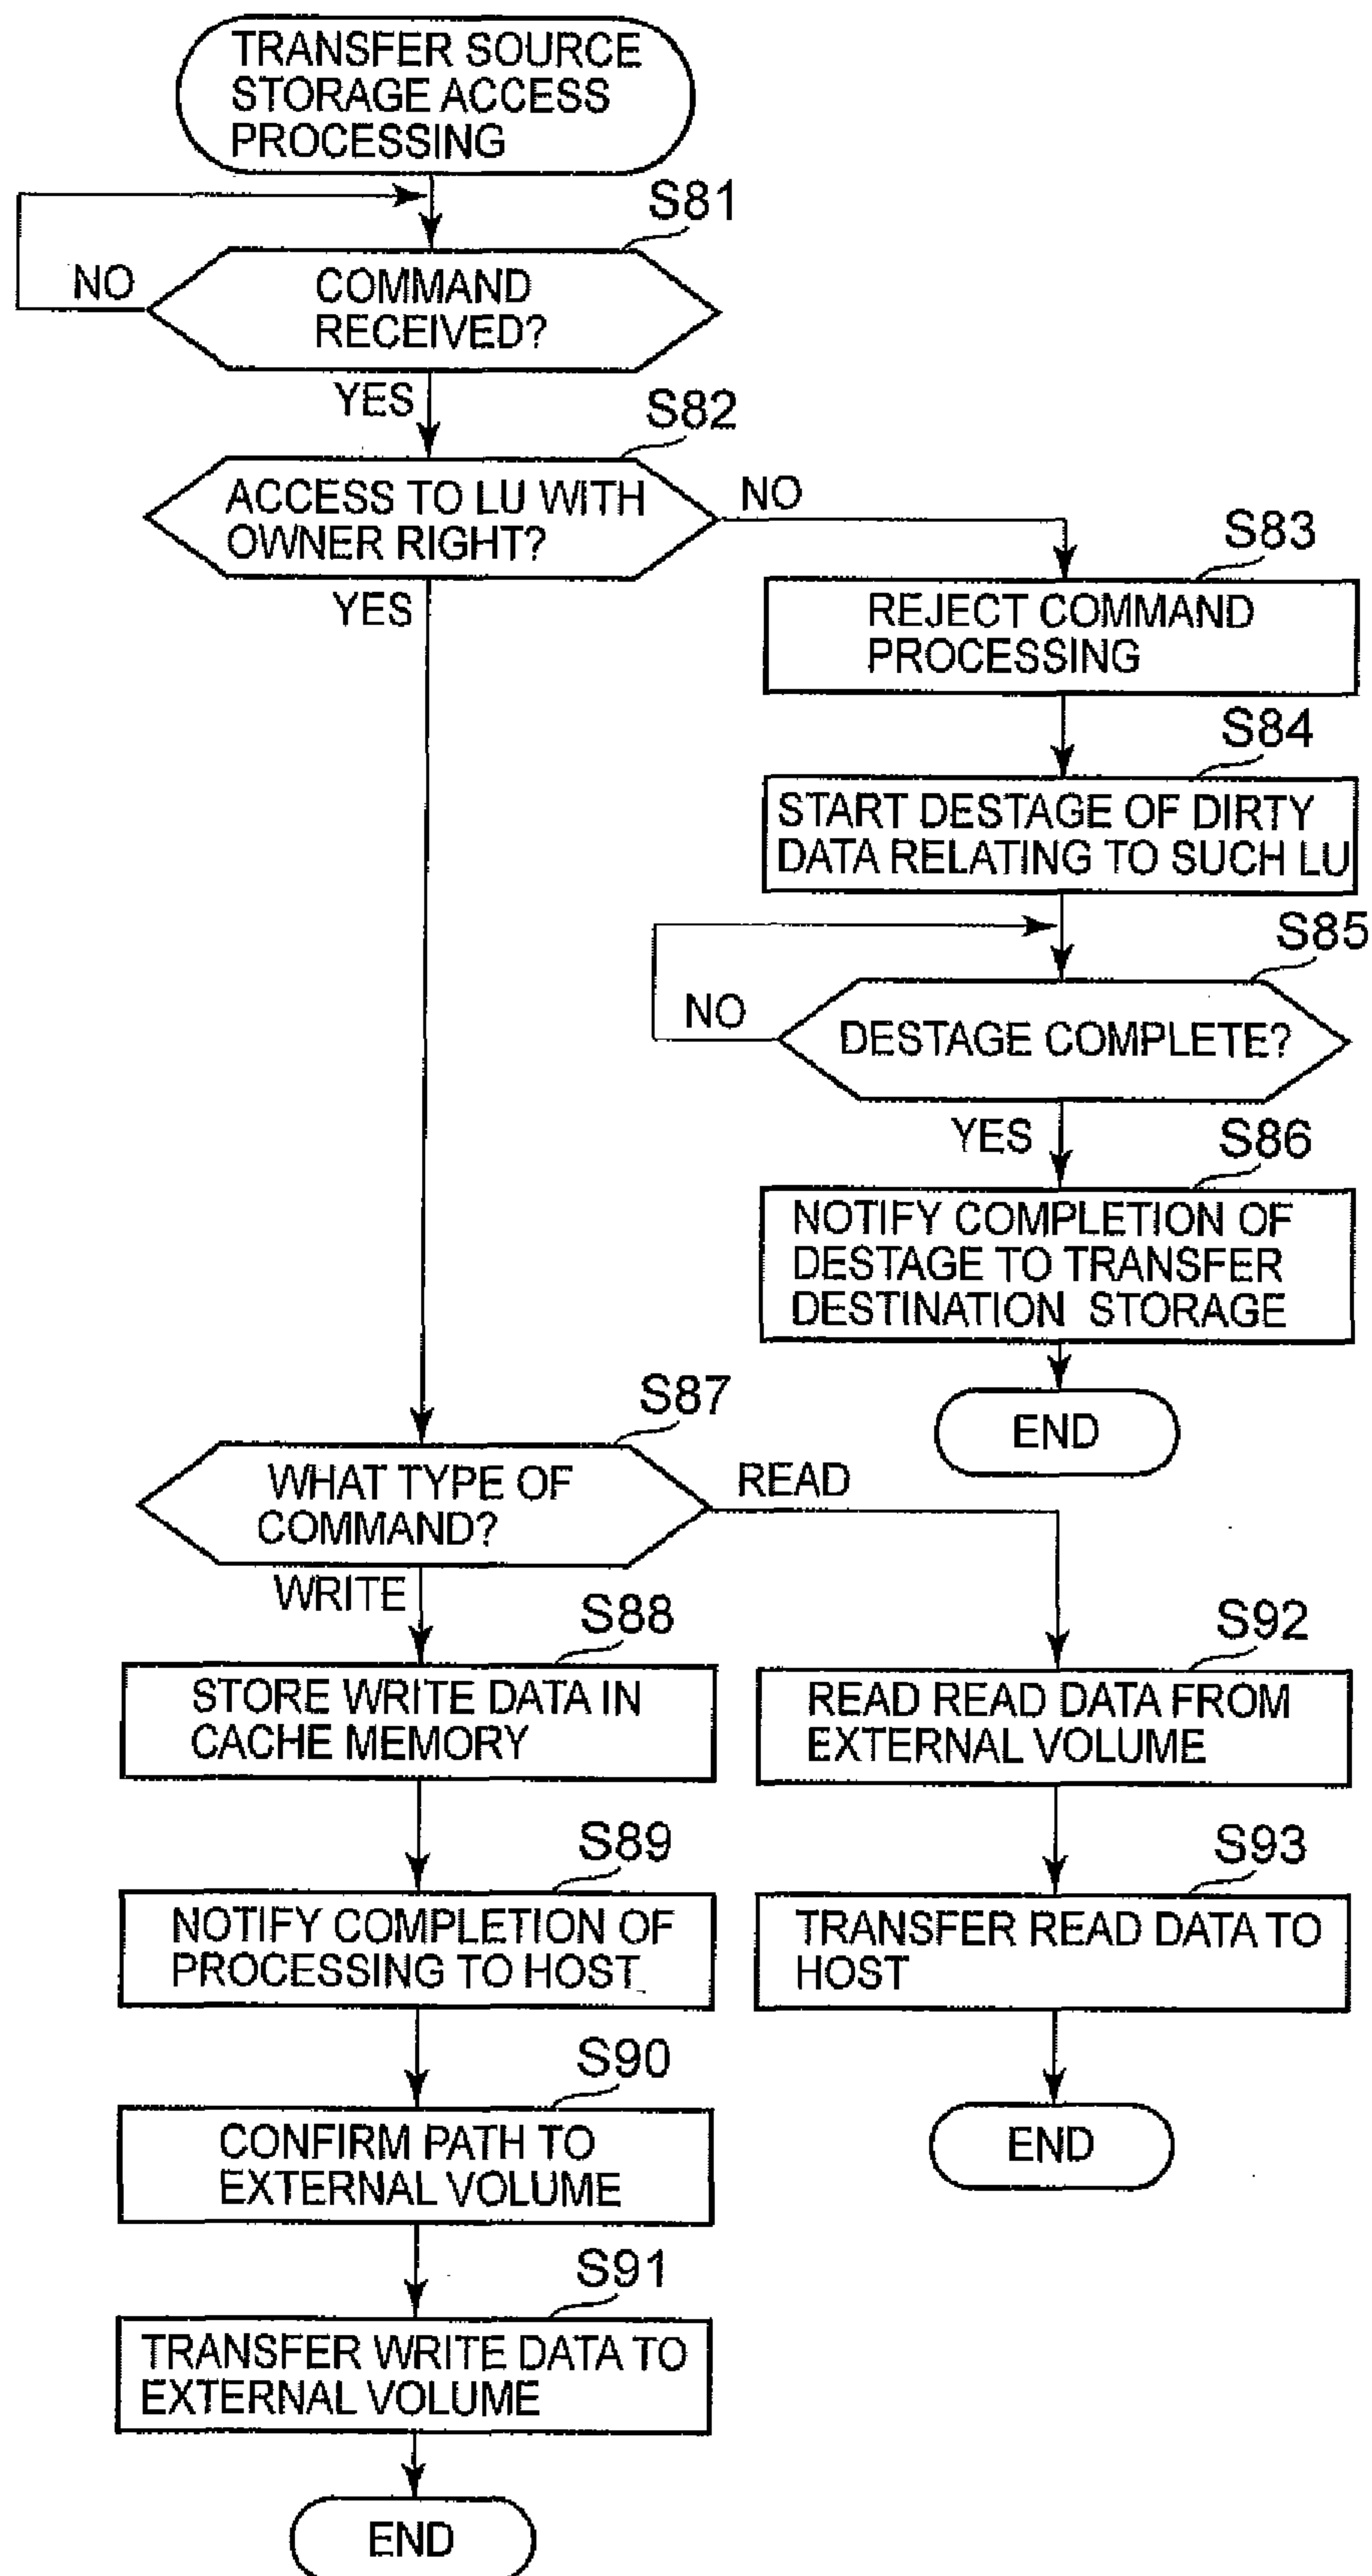 TRANSFER SOURCE
STORAGE ACCESS
PROCESSING
S81
NO
COMMAND
RECEIVED?
YES
S82
ACCESS TO LU WITH
OWNER RIGHT?
NO
YES
S83
REJECT COMMAND
PROCESSING
S84
START DESTAGE OF DIRTY
DATA RELATING TO SUCH LU
S85
NO
DESTAGE COMPLETE?
YES
S86
NOTIFY COMPLETION OF
DESTAGE TO TRANSFER
DESTINATION STORAGE
END
S87
WHAT TYPE OF
COMMAND?
READ
WRITE
S88
STORE WRITE DATA IN
CACHE MEMORY
S89
NOTIFY COMPLETION OF
PROCESSING TO HOST
S90
CONFIRM PATH TO
EXTERNAL VOLUME
S91
TRANSFER WRITE DATA TO
EXTERNAL VOLUME
END
S92
READ READ DATA FROM
EXTERNAL VOLUME
S93
TRANSFER READ DATA TO
HOST
END